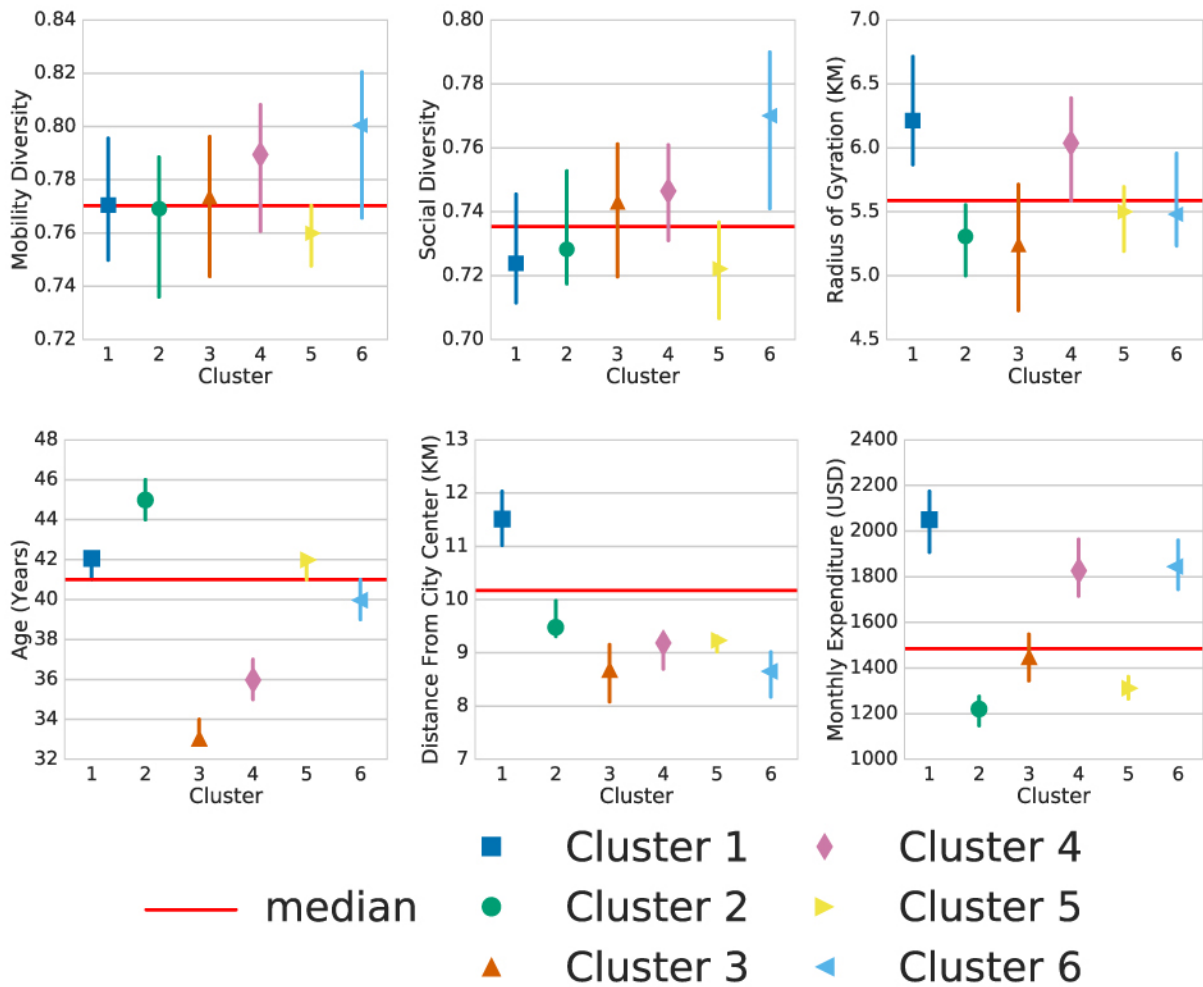 Mobility Diversity
0.84
0.82
0.80
0.78
0.76
0.74
0.72
1 2 3 4 5 6
Cluster
Social Diversity
0.80
0.78
0.76
0.74
0.72
0.70
1 2 3 4 5 6
Cluster
Radius of Gyration (KM)
7.0
6.5
6.0
5.5
5.0
4.5
1 2 3 4 5 6
Cluster
Age (Years)
48
46
44
42
40
38
36
34
32
1 2 3 4 5 6
Cluster
Distance From City Center (KM)
13
12
11
10
9
8
7
1 2 3 4 5 6
Cluster
Monthly Expenditure (USD)
2400
2200
2000
1800
1600
1400
1200
1000
1 2 3 4 5 6
Cluster
median
Cluster 1
Cluster 2
Cluster 3
Cluster 4
Cluster 5
Cluster 6